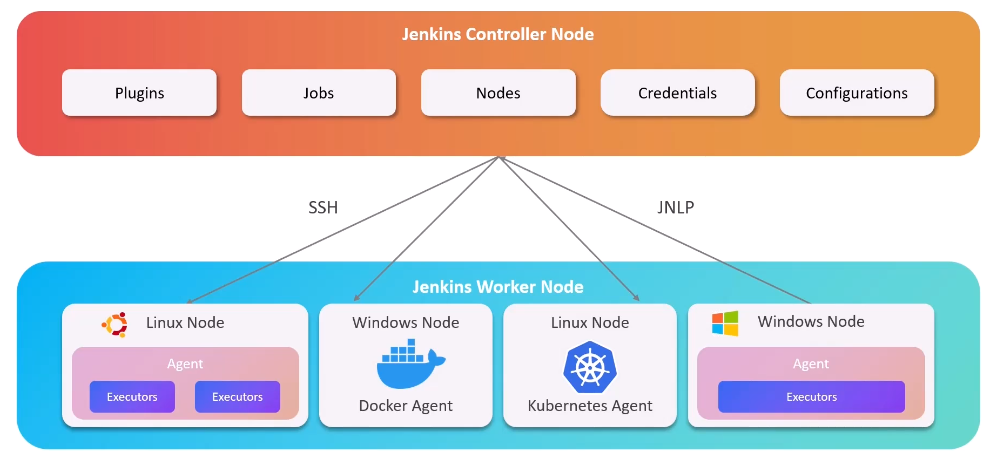 Jenkins Controller Node
Plugins
Jobs
Nodes
Credentials
Configurations
SSH
JNLP
Jenkins Worker Node
Linux Node
Agent
Executors
Executors
Windows Node
Docker Agent
Linux Node
Kubernetes Agent
Windows Node
Agent
Executors